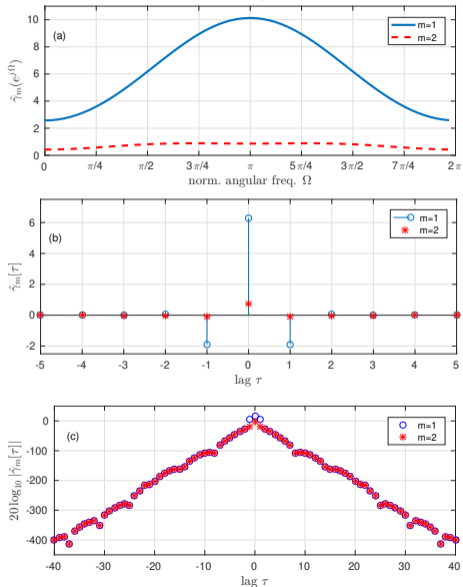 (a)
m=1
m=2
10
8
6
4
2
0
γ̂ₘ(e^{jΩ})
0 π/4 π/2 3π/4 π 5π/4 3π/2 7π/4 2π
norm. angular freq. Ω
(b)
m=1
m=2
6
4
2
0
-2
γ̂ₘ[τ]
-5 -4 -3 -2 -1 0 1 2 3 4 5
lag τ
(c)
m=1
m=2
0
-100
-200
-300
-400
20 log₁₀ |γ̂ₘ[τ]|
-40 -30 -20 -10 0 10 20 30 40
lag τ